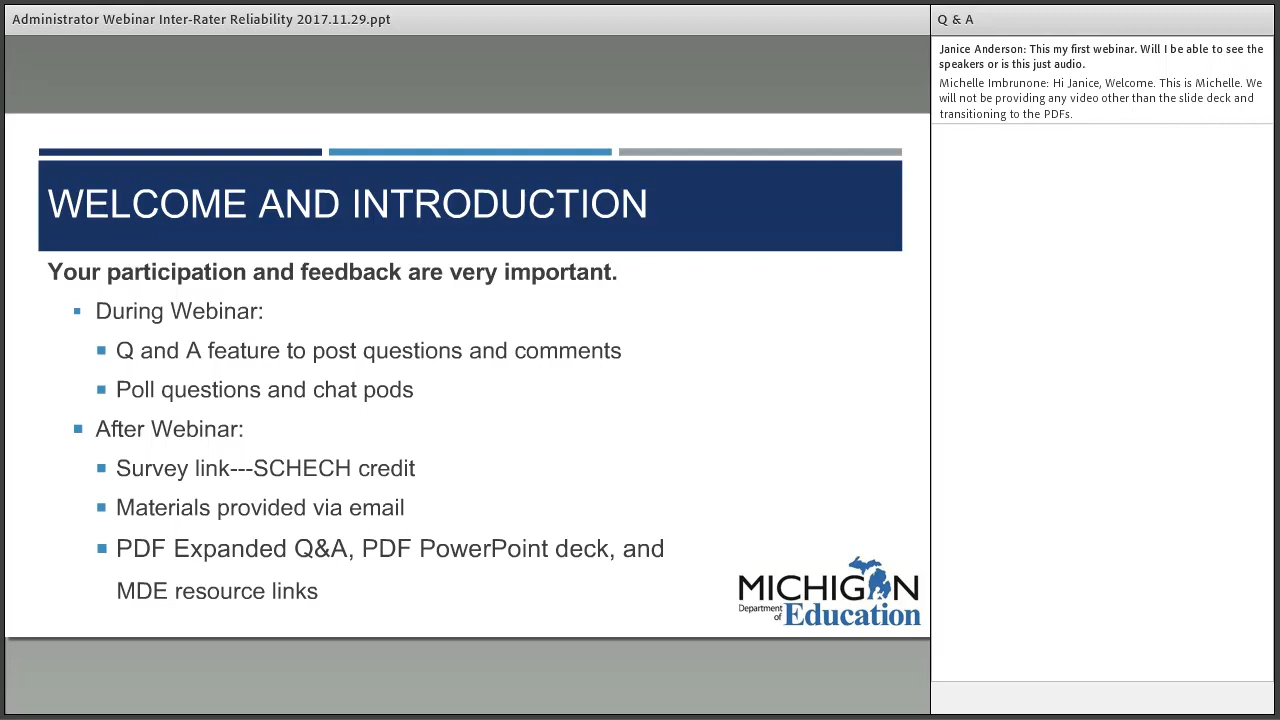 Administrator Webinar Inter-Rater Reliability 2017.11.29.ppt
WELCOME AND INTRODUCTION
Your participation and feedback are very important.
During Webinar:
Q and A feature to post questions and comments
Poll questions and chat pods
After Webinar:
Survey link---SCHECH credit
Materials provided via email
PDF Expanded Q&A, PDF PowerPoint deck, and
MDE resource links
MICHIGAN
Department
of Education
Q & A
Janice Anderson: This my first webinar. Will I be able to see the
speakers or is this just audio.
Michelle Imbrunone: Hi Janice, Welcome. This is Michelle. We
will not be providing any video other than the slide deck and
transitioning to the PDFs.